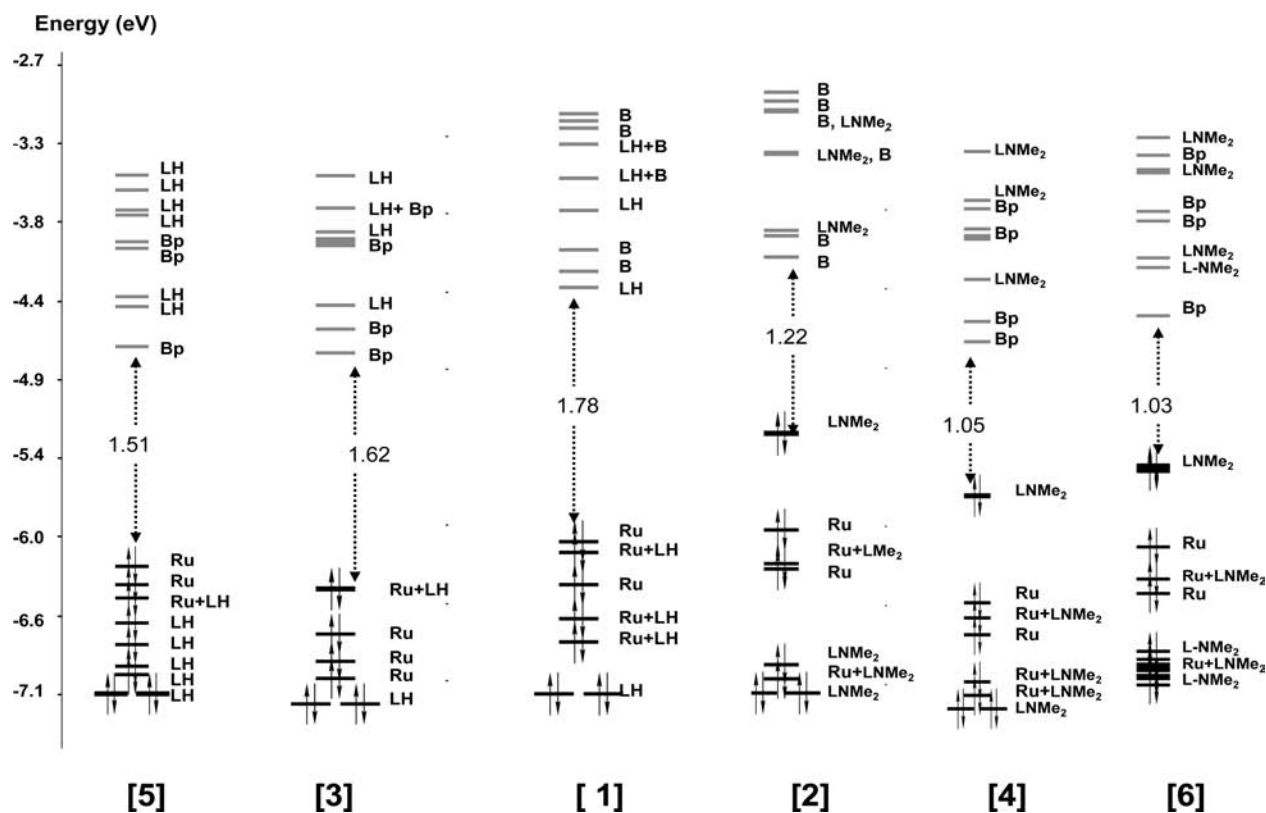 Energy (eV)
-2.7
-3.3
-3.8
-4.4
-4.9
-5.4
-6.0
-6.6
-7.1
LH
LH
LH
LH
Bp
Bp
LH
LH
Bp
1.51
Ru
Ru
Ru+LH
LH
LH
LH
LH
LH
[5]
LH
LH+ Bp
LH
Bp
LH
Bp
Bp
1.62
Ru+LH
Ru
Ru
Ru
LH
[3]
B
B
LH+B
LH+B
LH
B
B
LH
1.78
Ru
Ru+LH
Ru
Ru+LH
Ru+LH
LH
[ 1]
B
B
B, LNMe₂
LNMe₂, B
LNMe₂
B
B
1.22
LNMe₂
Ru
Ru+LMe₂
Ru
LNMe₂
Ru+LNMe₂
LNMe₂
[2]
LNMe₂
LNMe₂
Bp
Bp
LNMe₂
Bp
Bp
1.05
LNMe₂
Ru
Ru+LNMe₂
Ru
Ru+LNMe₂
Ru+LNMe₂
LNMe₂
[4]
LNMe₂
Bp
LNMe₂
Bp
Bp
LNMe₂
L-NMe₂
Bp
1.03
LNMe₂
Ru
Ru+LNMe₂
Ru
L-NMe₂
Ru+LNMe₂
L-NMe₂
[6]